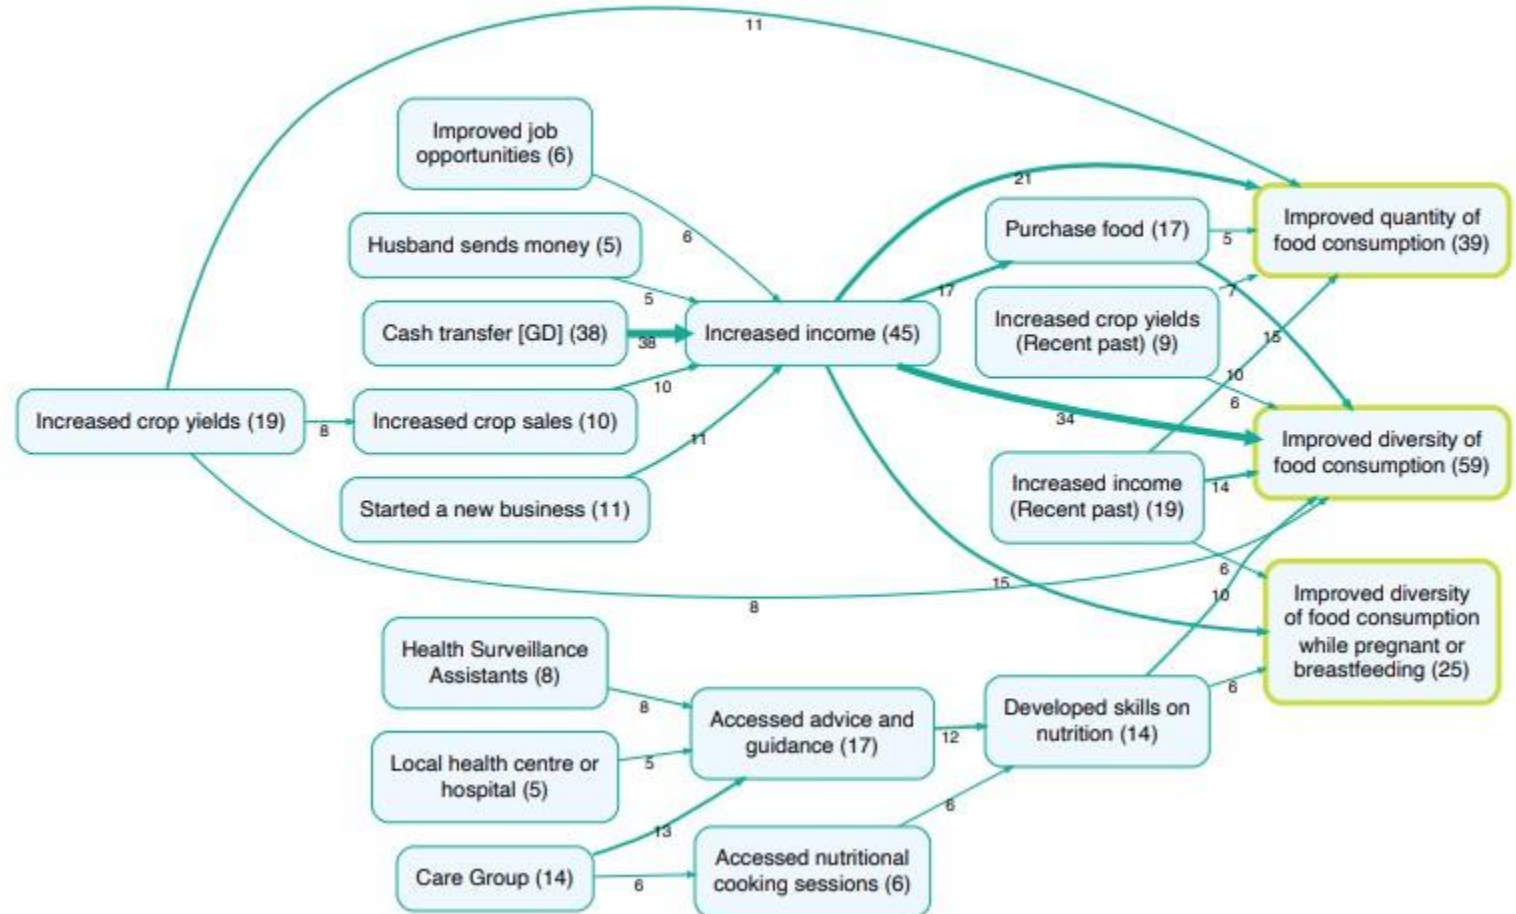 11
Improved job
opportunities (6)
6
21
Improved quantity of
food consumption (39)
Purchase food (17)
5
Husband sends money (5)
5
17
7
Increased crop yields
(Recent past) (9)
Cash transfer [GD] (38)
38
Increased income (45)
15
10
10
6
Increased crop yields (19)
8
Increased crop sales (10)
34
11
Improved diversity of
food consumption (59)
Increased income
(Recent past) (19)
14
Started a new business (11)
6
15
10
8
Improved diversity
of food consumption
while pregnant or
breastfeeding (25)
Health Surveillance
Assistants (8)
8
6
Accessed advice and
guidance (17)
12
Developed skills on
nutrition (14)
Local health centre or
hospital (5)
5
6
13
Care Group (14)
6
Accessed nutritional
cooking sessions (6)